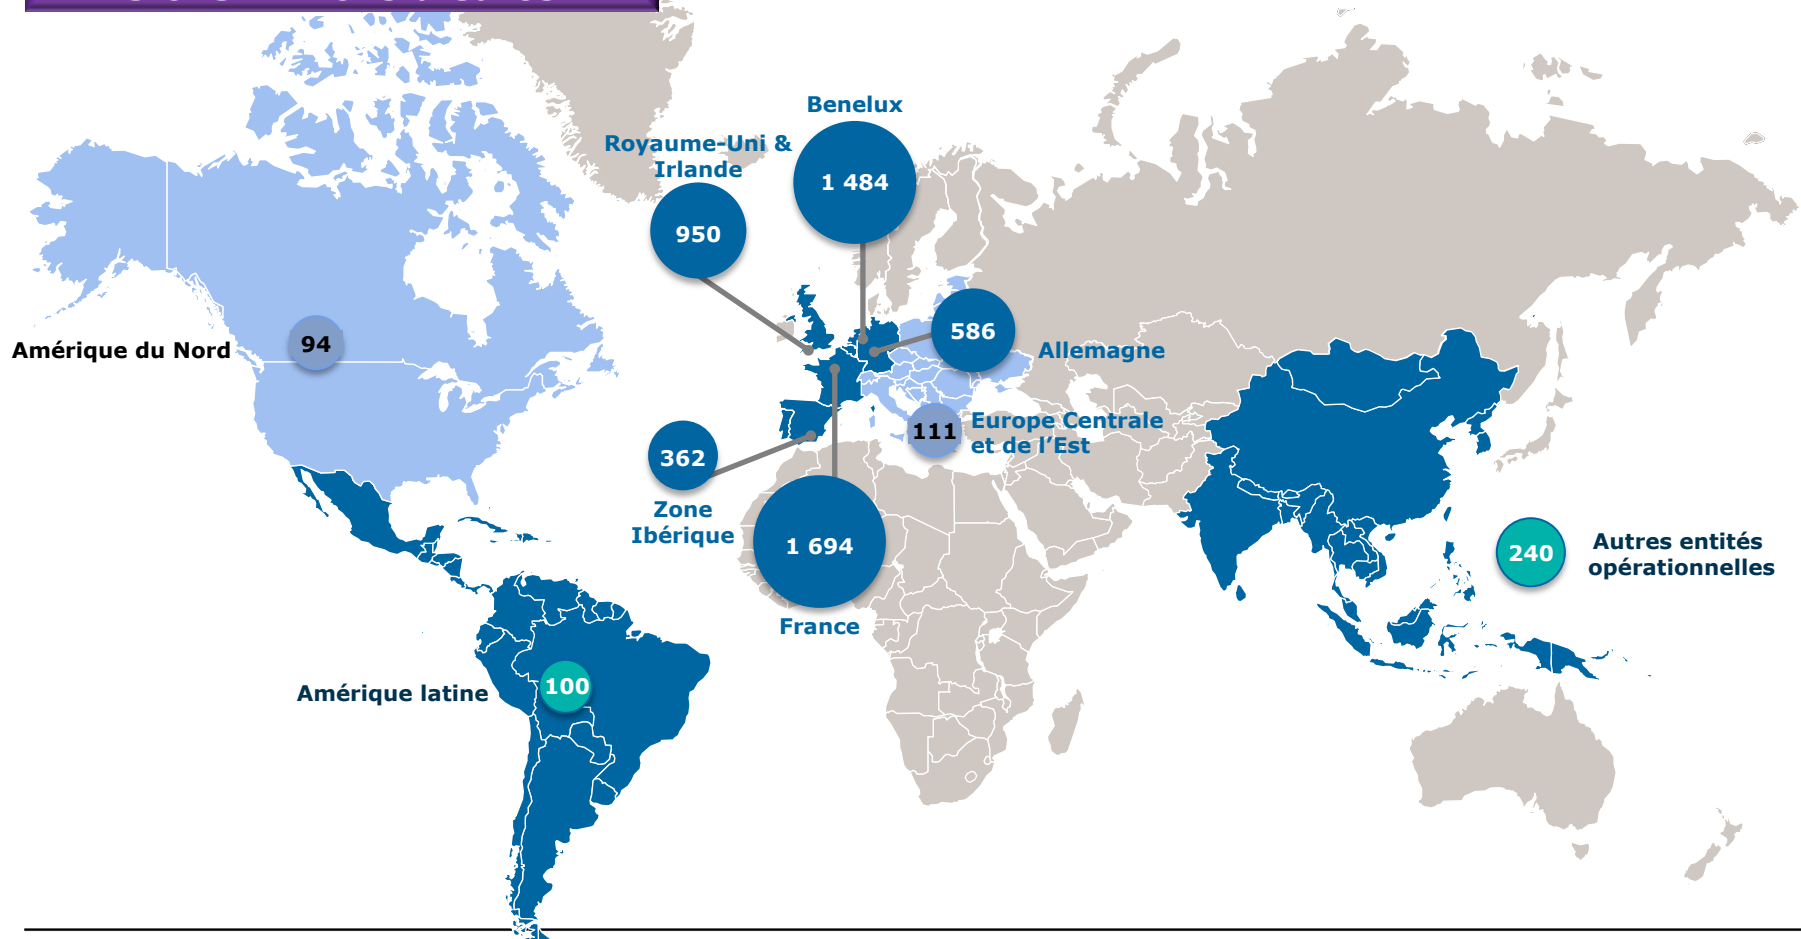 Benelux
Royaume-Uni &
Irlande
1 484
950
586
Allemagne
Amérique du Nord
94
111
Europe Centrale
et de l’Est
362
Zone
Ibérique
1 694
France
240
Autres entités
opérationnelles
Amérique latine
100